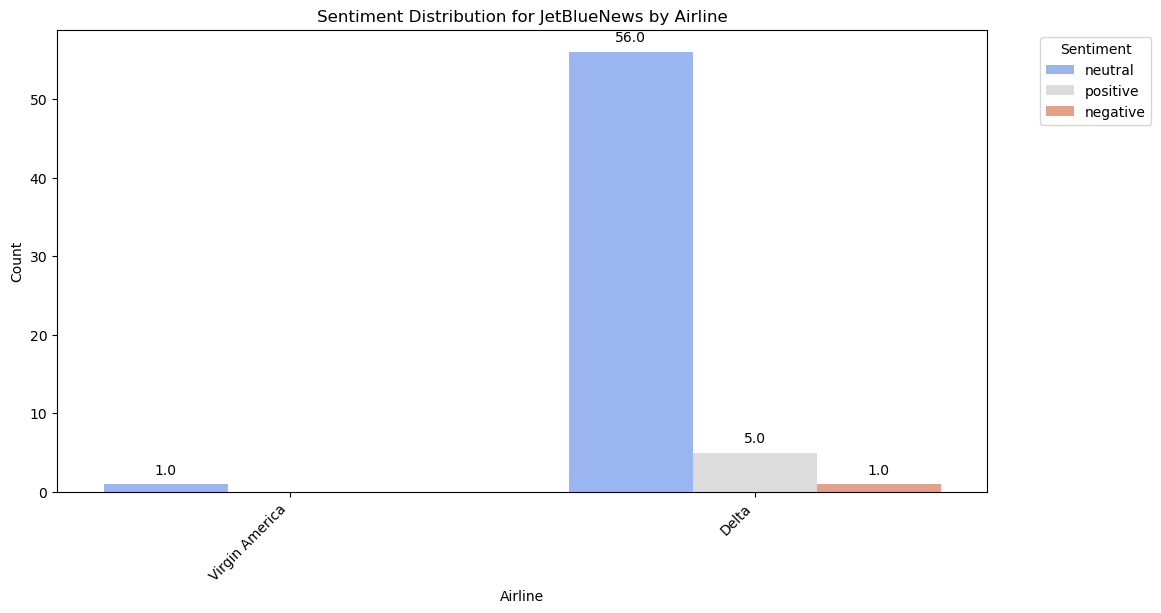 Sentiment Distribution for JetBlueNews by Airline
56.0
Sentiment
neutral
positive
negative
50
40
30
20
10
0
Count
1.0
5.0
1.0
Virgin America
Delta
Airline